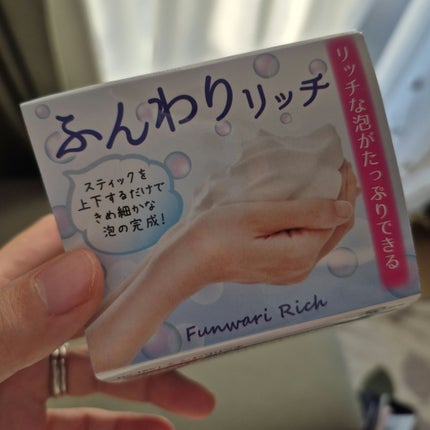 ふんわりリッチ
リッチな泡がたっぷりできる
スティックを
上下するだけで
きめ細かな
泡の完成!
Funwari Rich